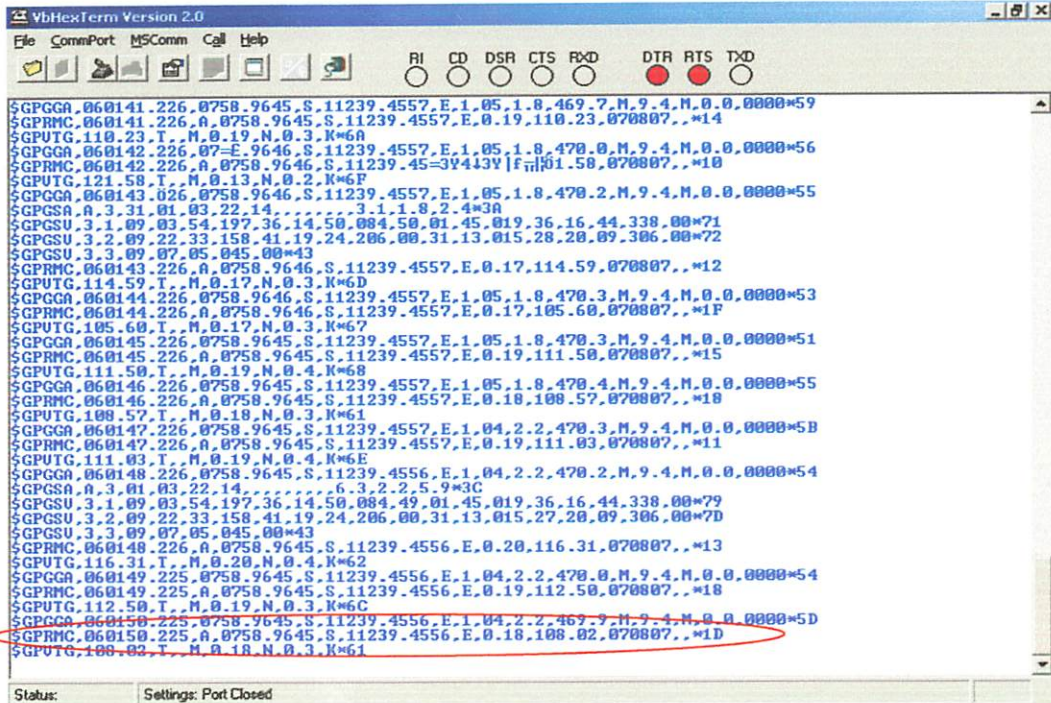 VbHexTerm Version 2.0
File CommPort MSComm Call Help
RI CD DSR CTS RXD DTR RTS TXD
$GPGGA,060141.226,0758.9645,S,11239.4557,E,1,05,1.8,469.7,M,9.4,M,0.0,0000*59
$GPRMC,060141.226,A,0758.9645,S,11239.4557,E,0.19,110.23,070807,,*14
$GPVTG,110.23,T,,M,0.19,N,0.3,K*6A
$GPGGA,060142.226,07=£.9646,S,11239.4557,E,1,05,1.8,470.0,M,9.4,M,0.0,0000*56
$GPRMC,060142.226,A,0758.9646,S,11239.45=3Y443Y|f 01.58,070807,,*10
$GPVTG,121.58,T,,M,0.13,N,0.2,K*6F
$GPGGA,060143.ö26,0758.9646,S,11239.4557,E,1,05,1.8,470.2,M,9.4,M,0.0,0000*55
$GPGSA,A,3,31,01,03,22,14,,,,,,,,3.1,1.8,2.4*3A
$GPGSV,3,1,09,03,54,197,36,14,50,084,50,01,45,019,36,16,44,338,00*71
$GPGSV,3,2,09,22,33,158,41,19,24,206,00,31,13,015,28,20,09,306,00*72
$GPGSV,3,3,09,07,05,045,00*43
$GPRMC,060143.226,A,0758.9646,S,11239.4557,E,0.17,114.59,070807,,*12
$GPVTG,114.59,T,,M,0.17,N,0.3,K*6D
$GPGGA,060144.226,0758.9646,S,11239.4557,E,1,05,1.8,470.3,M,9.4,M,0.0,0000*53
$GPRMC,060144.226,A,0758.9646,S,11239.4557,E,0.17,105.60,070807,,*1F
$GPVTG,105.60,T,,M,0.17,N,0.3,K*67
$GPGGA,060145.226,0758.9645,S,11239.4557,E,1,05,1.8,470.3,M,9.4,M,0.0,0000*51
$GPRMC,060145.226,A,0758.9645,S,11239.4557,E,0.19,111.50,070807,,*15
$GPVTG,111.50,T,,M,0.19,N,0.4,K*68
$GPGGA,060146.226,0758.9645,S,11239.4557,E,1,05,1.8,470.4,M,9.4,M,0.0,0000*55
$GPRMC,060146.226,A,0758.9645,S,11239.4557,E,0.18,108.57,070807,,*18
$GPVTG,108.57,T,,M,0.18,N,0.3,K*61
$GPGGA,060147.226,0758.9645,S,11239.4557,E,1,04,2.2,470.3,M,9.4,M,0.0,0000*5B
$GPRMC,060147.226,A,0758.9645,S,11239.4557,E,0.19,111.03,070807,,*11
$GPVTG,111.03,T,,M,0.19,N,0.4,K*6E
$GPGGA,060148.226,0758.9645,S,11239.4556,E,1,04,2.2,470.2,M,9.4,M,0.0,0000*54
$GPGSA,A,3,01,03,22,14,,,,,,,,,6.3,2.2,5.9*3C
$GPGSV,3,1,09,03,54,197,36,14,50,084,49,01,45,019,36,16,44,338,00*79
$GPGSV,3,2,09,22,33,158,41,19,24,206,00,31,13,015,27,20,09,306,00*7D
$GPGSV,3,3,09,07,05,045,00*43
$GPRMC,060148.226,A,0758.9645,S,11239.4556,E,0.20,116.31,070807,,*13
$GPVTG,116.31,T,,M,0.20,N,0.4,K*62
$GPGGA,060149.225,0758.9645,S,11239.4556,E,1,04,2.2,470.0,M,9.4,M,0.0,0000*54
$GPRMC,060149.225,A,0758.9645,S,11239.4556,E,0.19,112.50,070807,,*18
$GPVTG,112.50,T,,M,0.19,N,0.3,K*6C
$GPGGA,060150.225,0758.9645,S,11239.4556,E,1,04,2.2,469.9,M,9.4,M,0.0,0000*5D
$GPRMC,060150.225,A,0758.9645,S,11239.4556,E,0.18,108.02,070807,,*1D
$GPVTG,108.02,T,,M,0.18,N,0.3,K*61
Status: Settings: Port Closed